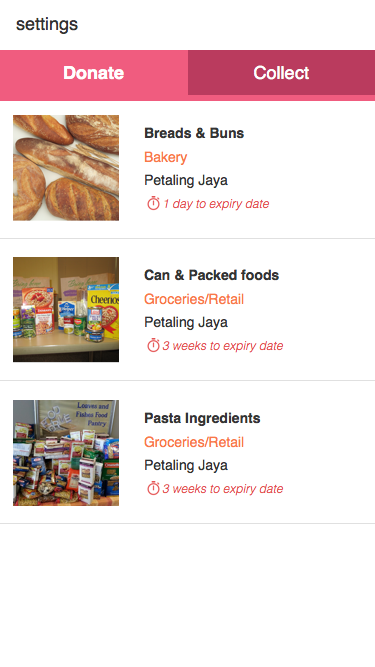 settings
Donate
Collect
Breads & Buns
Bakery
Petaling Jaya
1 day to expiry date
Can & Packed foods
Groceries/Retail
Petaling Jaya
3 weeks to expiry date
Cheerios
Pasta Ingredients
Groceries/Retail
Petaling Jaya
3 weeks to expiry date
Loaves and
Fishes Food
Pantry